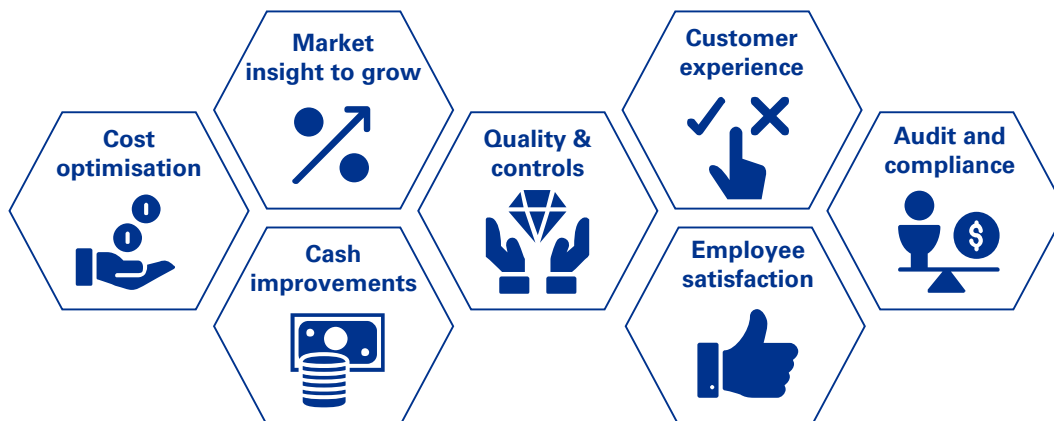 Market
insight to grow
Customer
experience
Cost
optimisation
Quality &
controls
Audit and
compliance
Cash
improvements
Employee
satisfaction
$